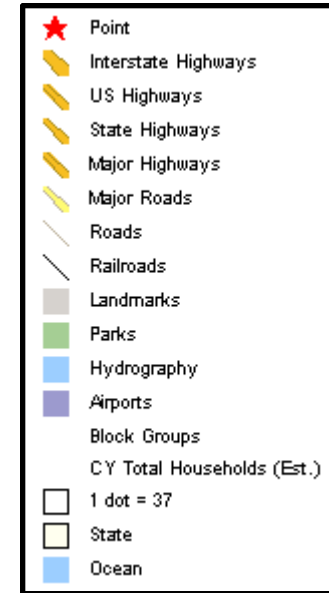 Point
Interstate Highways
US Highways
State Highways
Major Highways
Major Roads
Roads
Railroads
Landmarks
Parks
Hydrography
Airports
Block Groups
CY Total Households (Est.)
1 dot = 37
State
Ocean